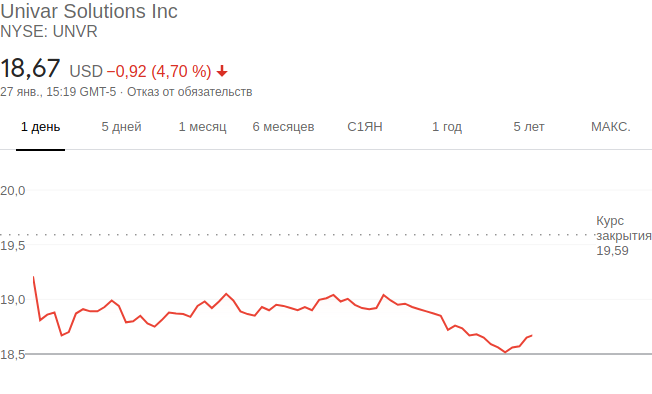 Univar Solutions Inc
NYSE: UNVR
18,67 USD −0,92 (4,70 %)
27 янв., 15:19 GMT-5 · Отказ от обязательств
1 день 5 дней 1 месяц 6 месяцев С1ЯН 1 год 5 лет МАКС.
20,0
Курс
закрытия
19,59
19,5
19,0
18,5